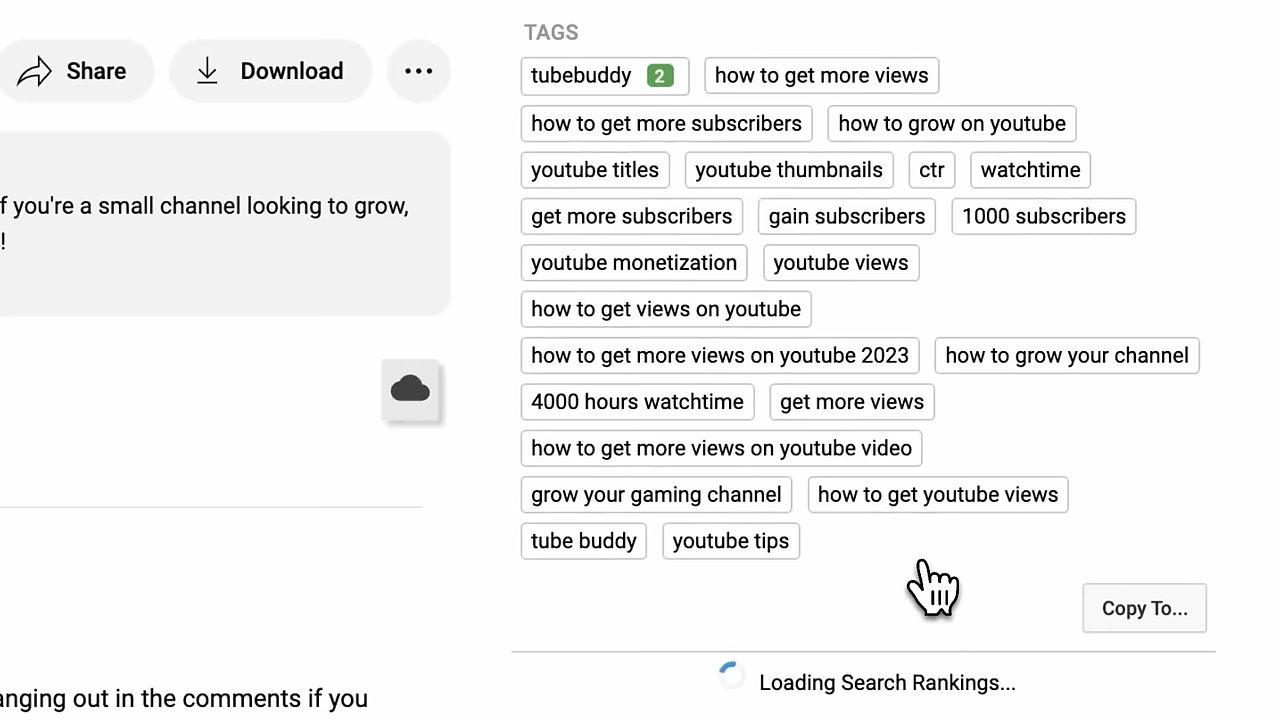 Share
Download
f you're a small channel looking to grow,
!
anging out in the comments if you
TAGS
tubebuddy 2
how to get more views
how to get more subscribers
how to grow on youtube
youtube titles
youtube thumbnails
ctr
watchtime
get more subscribers
gain subscribers
1000 subscribers
youtube monetization
youtube views
how to get views on youtube
how to get more views on youtube 2023
how to grow your channel
4000 hours watchtime
get more views
how to get more views on youtube video
grow your gaming channel
how to get youtube views
tube buddy
youtube tips
Copy To...
Loading Search Rankings...